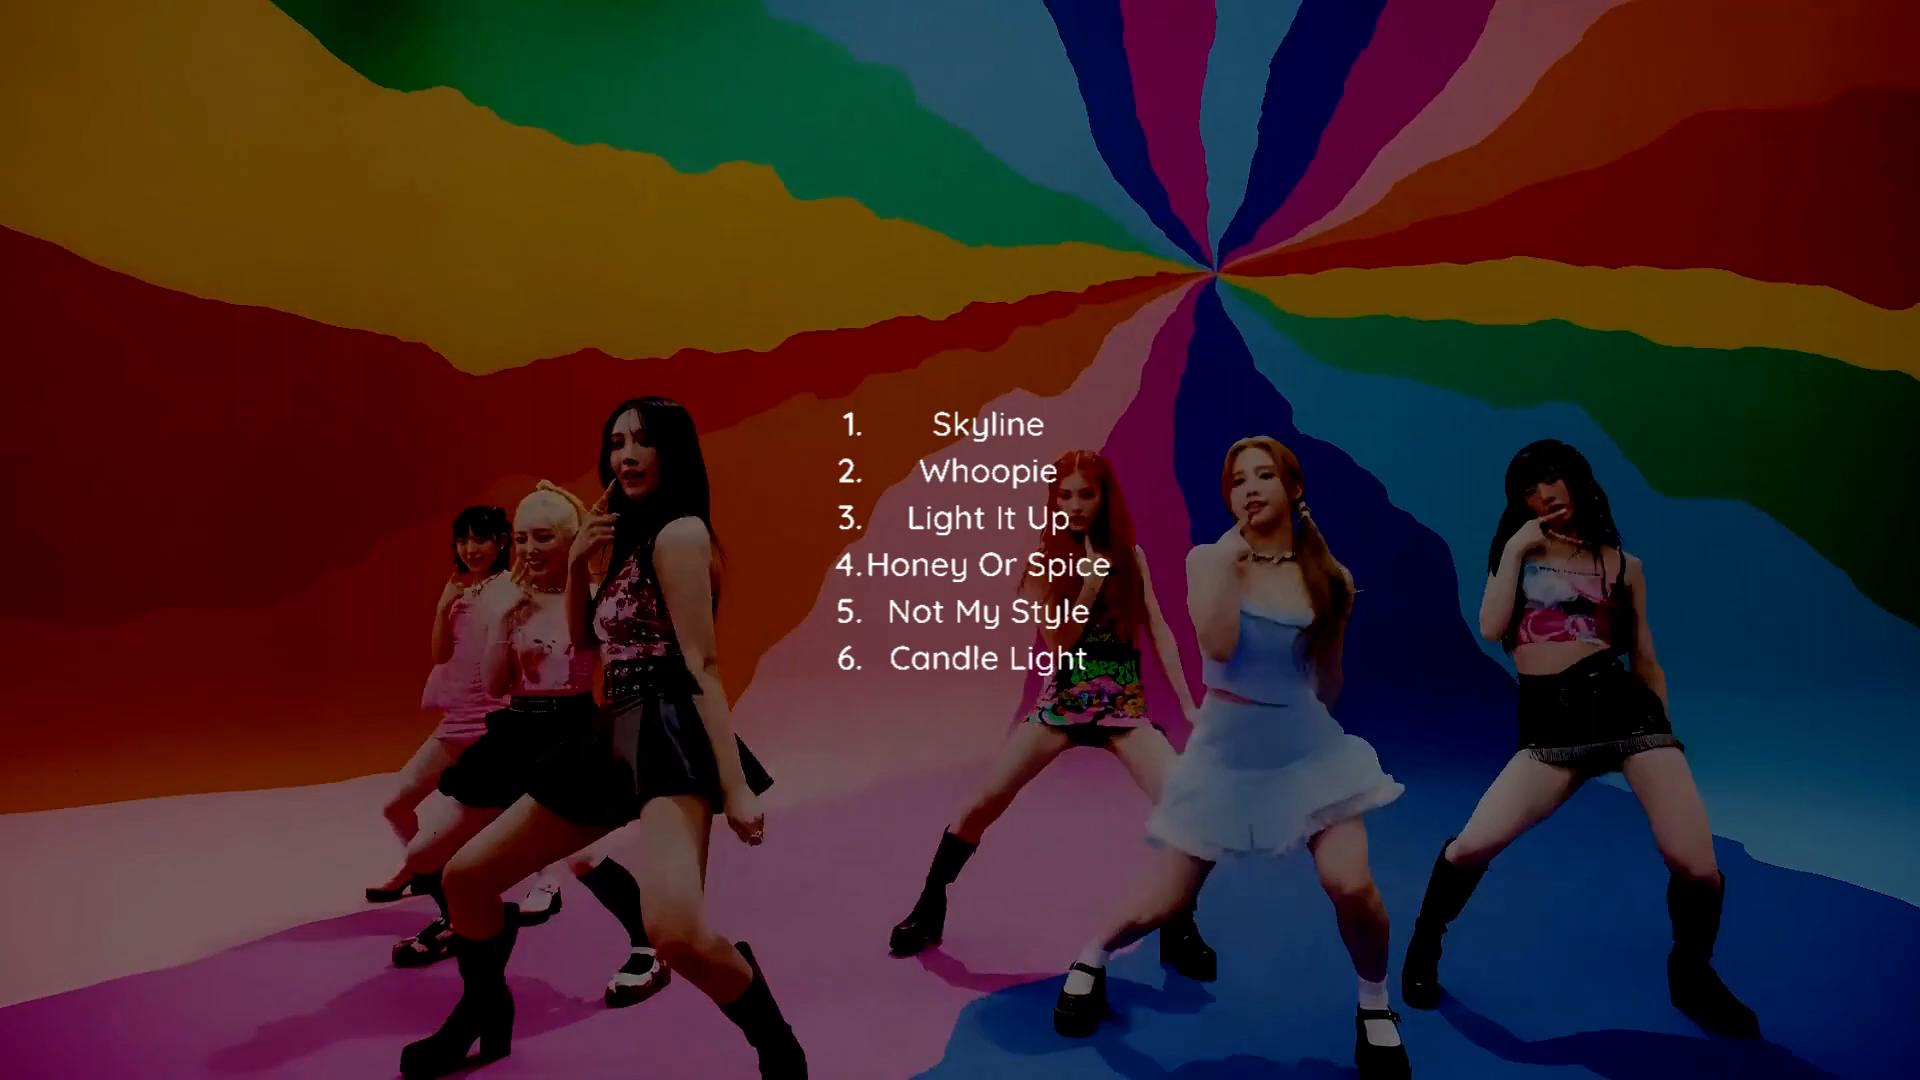 1. Skyline
2. Whoopie
3. Light It Up
4. Honey Or Spice
5. Not My Style
6. Candle Light